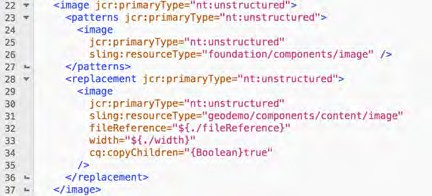 22 <image jcr:primaryType="nt:unstructured">
23 <patterns jcr:primaryType="nt:unstructured">
24 <image
25 jcr:primaryType="nt:unstructured"
26 sling:resourceType="foundation/components/image" />
27 </patterns>
28 <replacement jcr:primaryType="nt:unstructured">
29 <image
30 jcr:primaryType="nt:unstructured"
31 sling:resourceType="geodemo/components/content/image"
32 fileReference="${./fileReference}"
33 width="${./width}"
34 cq:copyChildren="{Boolean}true"
35 />
36 </replacement>
37 </image>